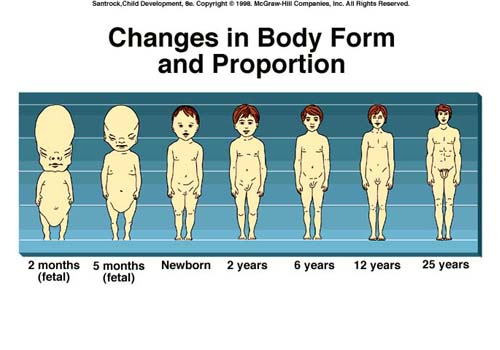 Santrock,Child Development, 8e. Copyright © 1998. McGraw-Hill Companies, Inc. All Rights Reserved.
Changes in Body Form
and Proportion
2 months
(fetal)
5 months
(fetal)
Newborn
2 years
6 years
12 years
25 years